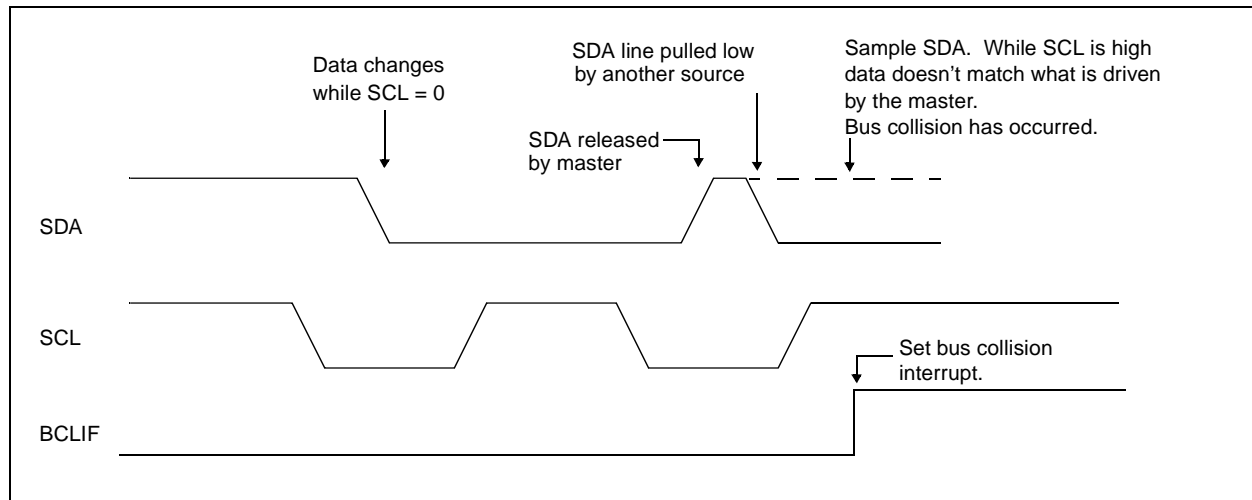 Data changes
while SCL = 0
SDA line pulled low
by another source
Sample SDA.  While SCL is high
data doesn’t match what is driven
by the master.
Bus collision has occurred.
SDA released
by master
SDA
SCL
Set bus collision
interrupt.
BCLIF